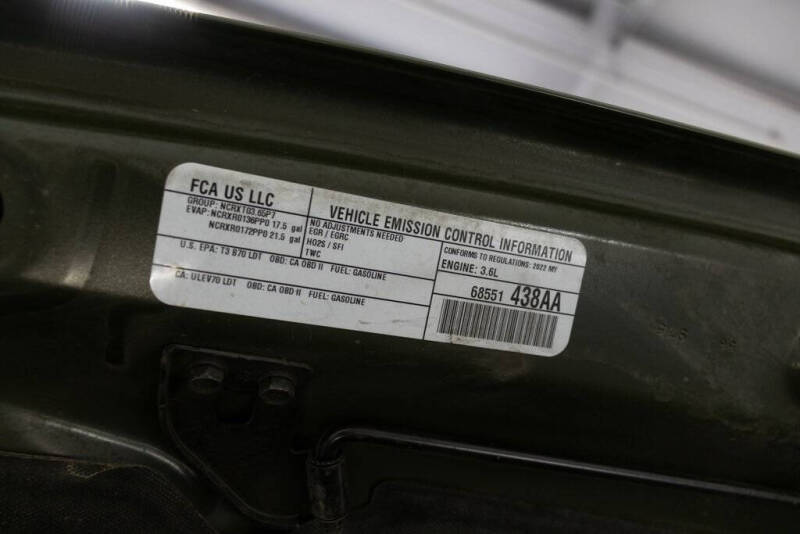 FCA US LLC
GROUP: NCRXT03.65P7
EVAP: NCRXR0136PP0 17.5 gal
NCRXR0172PP0 21.5 gal
U.S. EPA: T3 B70 LDT OBD: CA OBD II FUEL: GASOLINE
CA: ULEV70 LDT OBD: CA OBD II FUEL: GASOLINE
VEHICLE EMISSION CONTROL INFORMATION
NO ADJUSTMENTS NEEDED
EGR / EGRC
HO2S / SFI
TWC
CONFORMS TO REGULATIONS: 2022 MY
ENGINE: 3.6L
68551 438AA